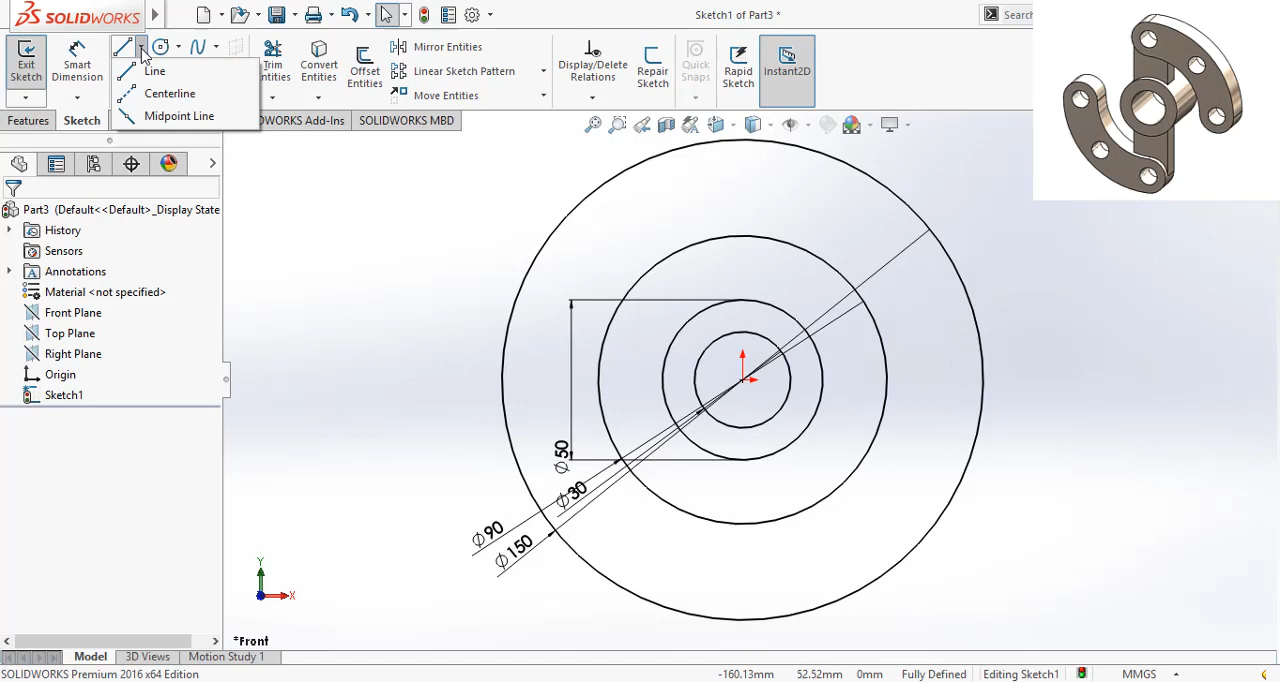 SOLIDWORKS
Sketch1 of Part3 *
Search
Exit Sketch
Smart Dimension
Line
Centerline
Midpoint Line
Trim Entities
Convert Entities
Offset Entities
Mirror Entities
Linear Sketch Pattern
Move Entities
Display/Delete Relations
Repair Sketch
Quick Snaps
Rapid Sketch
Instant2D
Features
Sketch
Add-Ins
SOLIDWORKS MBD
Part3 (Default<<Default>_Display State
History
Sensors
Annotations
Material <not specified>
Front Plane
Top Plane
Right Plane
Origin
Sketch1
Ø50
Ø30
Ø90
Ø150
Y
X
*Front
Model
3D Views
Motion Study 1
SOLIDWORKS Premium 2016 x64 Edition
-160.13mm
52.52mm
0mm
Fully Defined
Editing Sketch1
MMGS